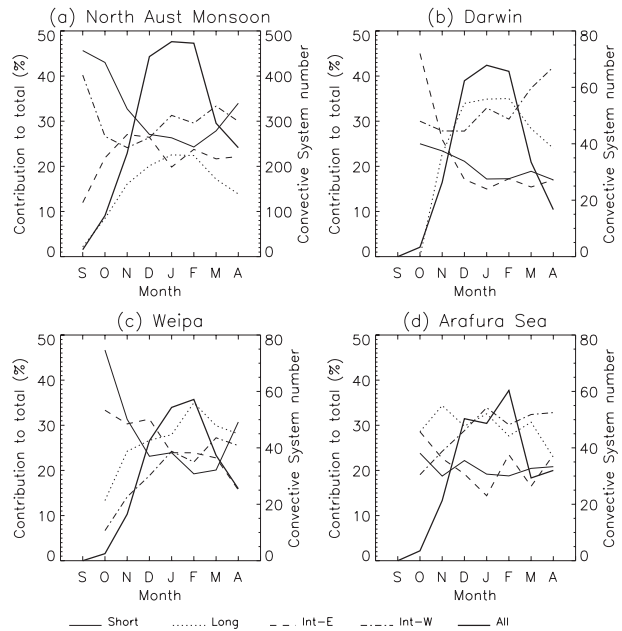 (a) North Aust Monsoon
(b) Darwin
Contribution to total (%)
50
40
30
20
10
0
500
400
300
200
100
0
Convective System number
S O N D J F M A
Month
Contribution to total (%)
50
40
30
20
10
0
80
60
40
20
0
Convective System number
S O N D J F M A
Month
(c) Weipa
(d) Arafura Sea
Contribution to total (%)
50
40
30
20
10
0
80
60
40
20
0
Convective System number
S O N D J F M A
Month
Contribution to total (%)
50
40
30
20
10
0
80
60
40
20
0
Convective System number
S O N D J F M A
Month
Short Long Int-E Int-W All